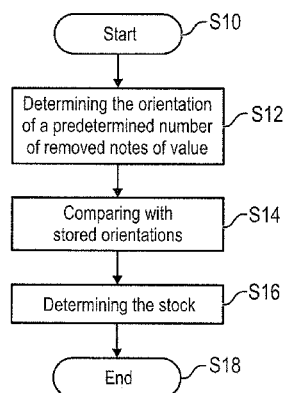 Start
S10
Determining the orientation
of a predetermined number
of removed notes of value
S12
Comparing with
stored orientations
S14
Determining the stock
S16
End
S18